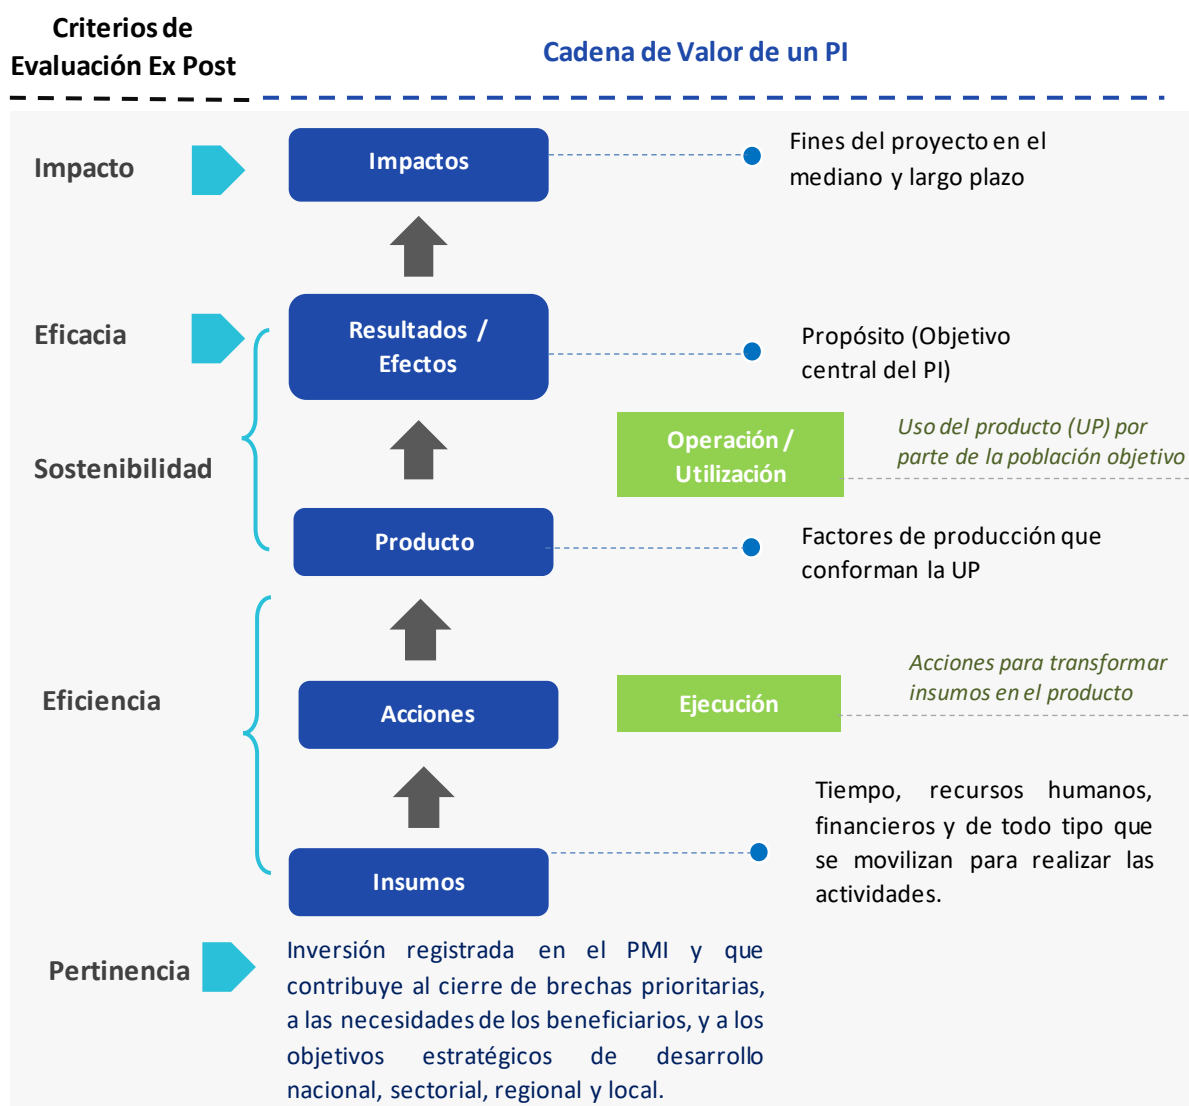 Criterios de
Evaluación Ex Post
Cadena de Valor de un PI
Impacto
Impactos
Fines del proyecto en el
mediano y largo plazo
Eficacia
Resultados /
Efectos
Propósito (Objetivo
central del PI)
Operación /
Utilización
Uso del producto (UP) por
parte de la población objetivo
Sostenibilidad
Producto
Factores de producción que
conforman la UP
Eficiencia
Acciones
Ejecución
Acciones para transformar
insumos en el producto
Insumos
Tiempo, recursos humanos,
financieros y de todo tipo que
se movilizan para realizar las
actividades.
Pertinencia
Inversión registrada en el PMI y que
contribuye al cierre de brechas prioritarias,
a las necesidades de los beneficiarios, y a los
objetivos estratégicos de desarrollo
nacional, sectorial, regional y local.